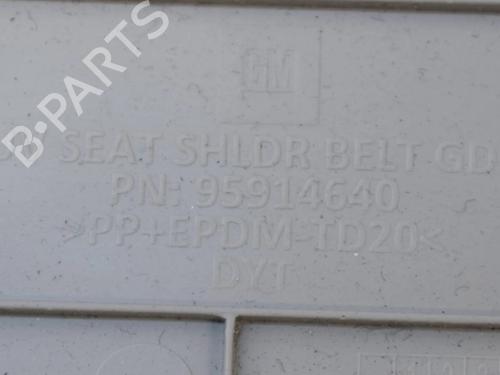 B-PARTS
GM
SEAT SHLDR BELT GD
PN: 95914640
>PP+EPDM-TD20<
DYT